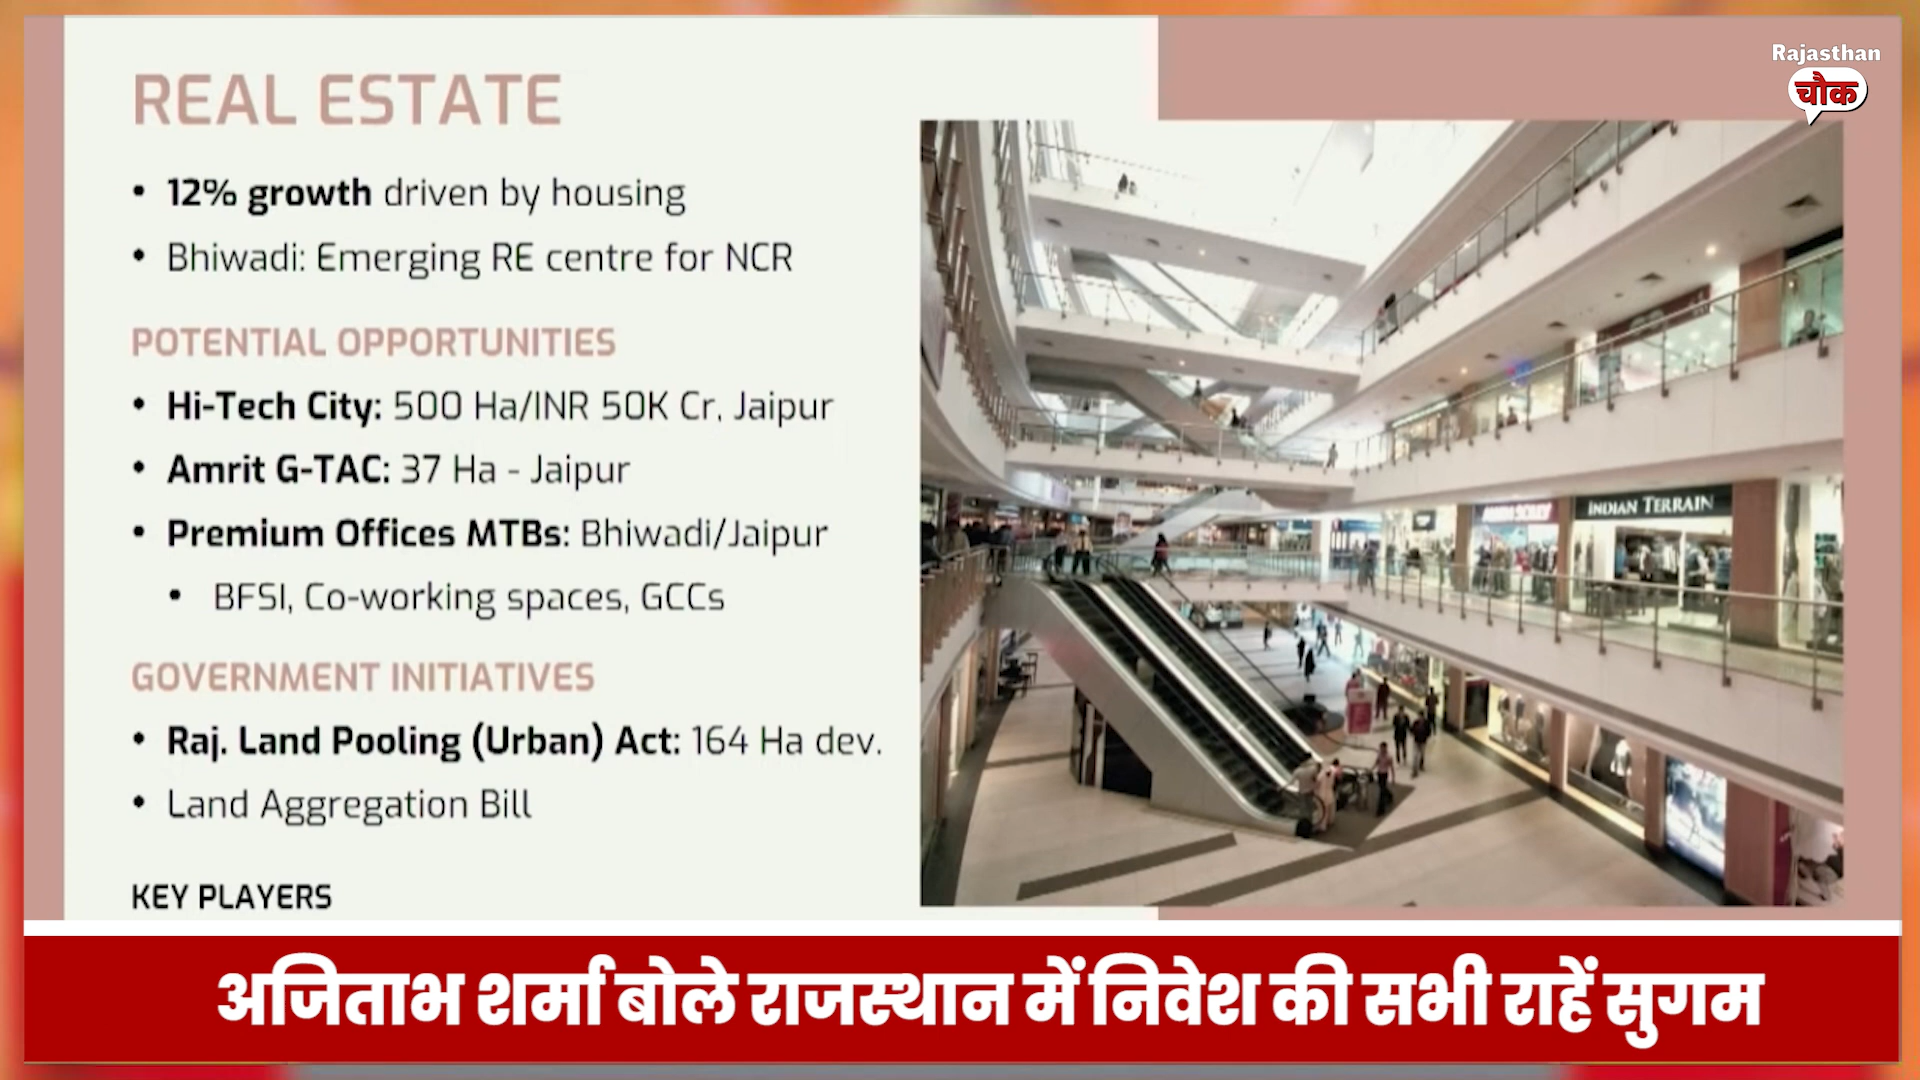 Rajasthan
चौक
REAL ESTATE
• 12% growth driven by housing
• Bhiwadi: Emerging RE centre for NCR
POTENTIAL OPPORTUNITIES
• Hi-Tech City: 500 Ha/INR 50K Cr, Jaipur
• Amrit G-TAC: 37 Ha - Jaipur
• Premium Offices MTBs: Bhiwadi/Jaipur
• BFSI, Co-working spaces, GCCs
GOVERNMENT INITIATIVES
• Raj. Land Pooling (Urban) Act: 164 Ha dev.
• Land Aggregation Bill
KEY PLAYERS
INDIAN TERRAIN
अजिताभ शर्मा बोले राजस्थान में निवेश की सभी राहें सुगम